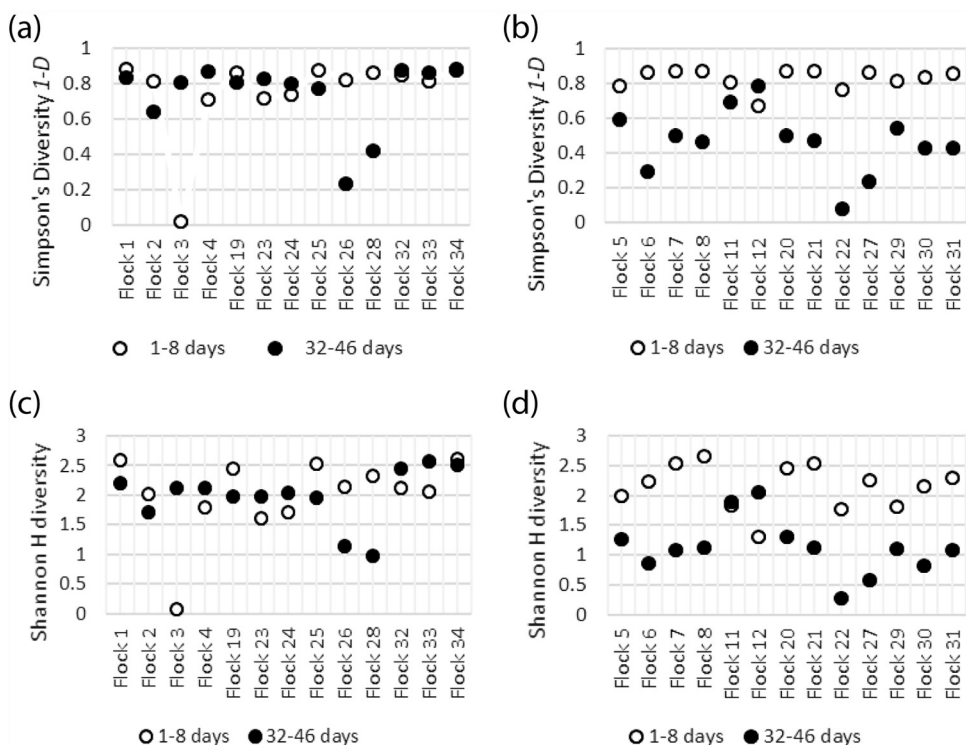 (a)
Simpson's Diversity 1-D
1
0.8
0.6
0.4
0.2
0
Flock 1
Flock 2
Flock 3
Flock 4
Flock 19
Flock 23
Flock 24
Flock 25
Flock 26
Flock 28
Flock 32
Flock 33
Flock 34
1-8 days 32-46 days
(b)
Simpson's Diversity 1-D
1
0.8
0.6
0.4
0.2
0
Flock 5
Flock 6
Flock 7
Flock 8
Flock 11
Flock 12
Flock 20
Flock 21
Flock 22
Flock 27
Flock 29
Flock 30
Flock 31
1-8 days 32-46 days
(c)
Shannon H diversity
3
2.5
2
1.5
1
0.5
0
Flock 1
Flock 2
Flock 3
Flock 4
Flock 19
Flock 23
Flock 24
Flock 25
Flock 26
Flock 28
Flock 32
Flock 33
Flock 34
1-8 days 32-46 days
(d)
Shannon H diversity
3
2.5
2
1.5
1
0.5
0
Flock 5
Flock 6
Flock 7
Flock 8
Flock 11
Flock 12
Flock 20
Flock 21
Flock 22
Flock 27
Flock 29
Flock 30
Flock 31
1-8 days 32-46 days